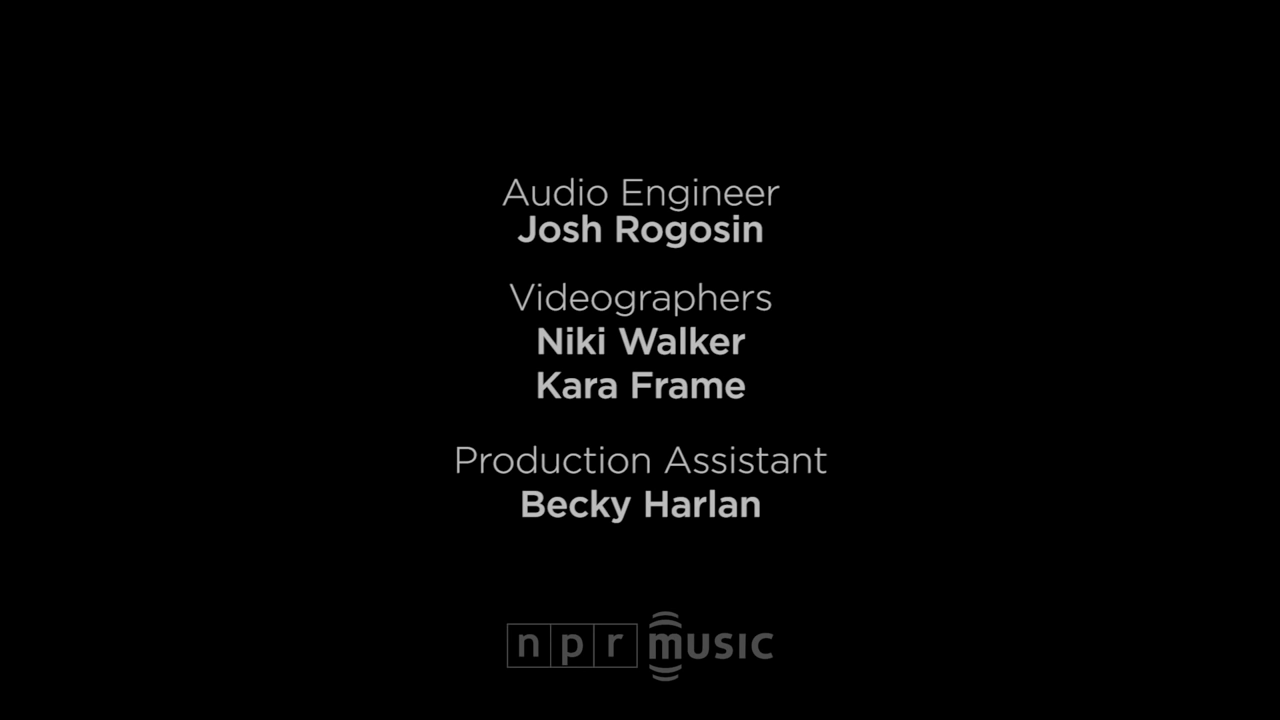 Audio Engineer
Josh Rogosin
Videographers
Niki Walker
Kara Frame
Production Assistant
Becky Harlan
npr music